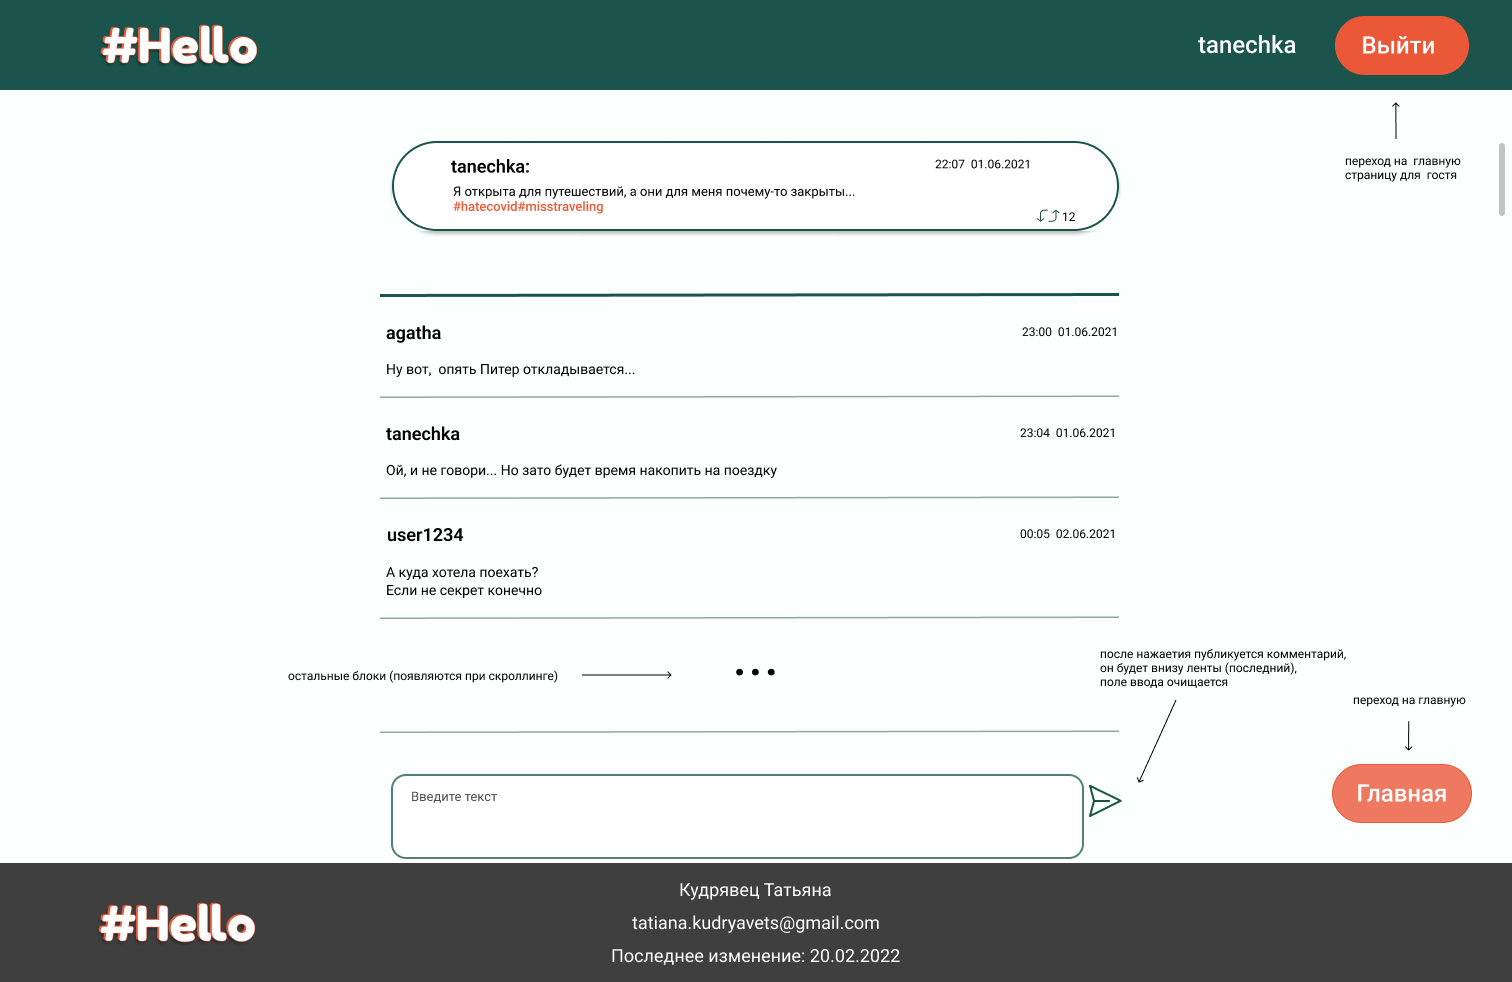 #Hello
tanechka
Выйти
переход на  главную
страницу для  гостя
tanechka:
22:07  01.06.2021
Я открыта для путешествий, а они для меня почему-то закрыты...
#hatecovid#misstraveling
12
agatha
23:00  01.06.2021
Ну вот,  опять Питер откладывается...
tanechka
23:04  01.06.2021
Ой, и не говори... Но зато будет время накопить на поездку
user1234
00:05  02.06.2021
А куда хотела поехать?
Если не секрет конечно
остальные блоки (появляются при скроллинге)
...
после нажаетия публикуется комментарий,
он будет внизу ленты (последний),
поле ввода очищается
переход на главную
Главная
Введите текст
#Hello
Кудрявец Татьяна
tatiana.kudryavets@gmail.com
Последнее изменение: 20.02.2022